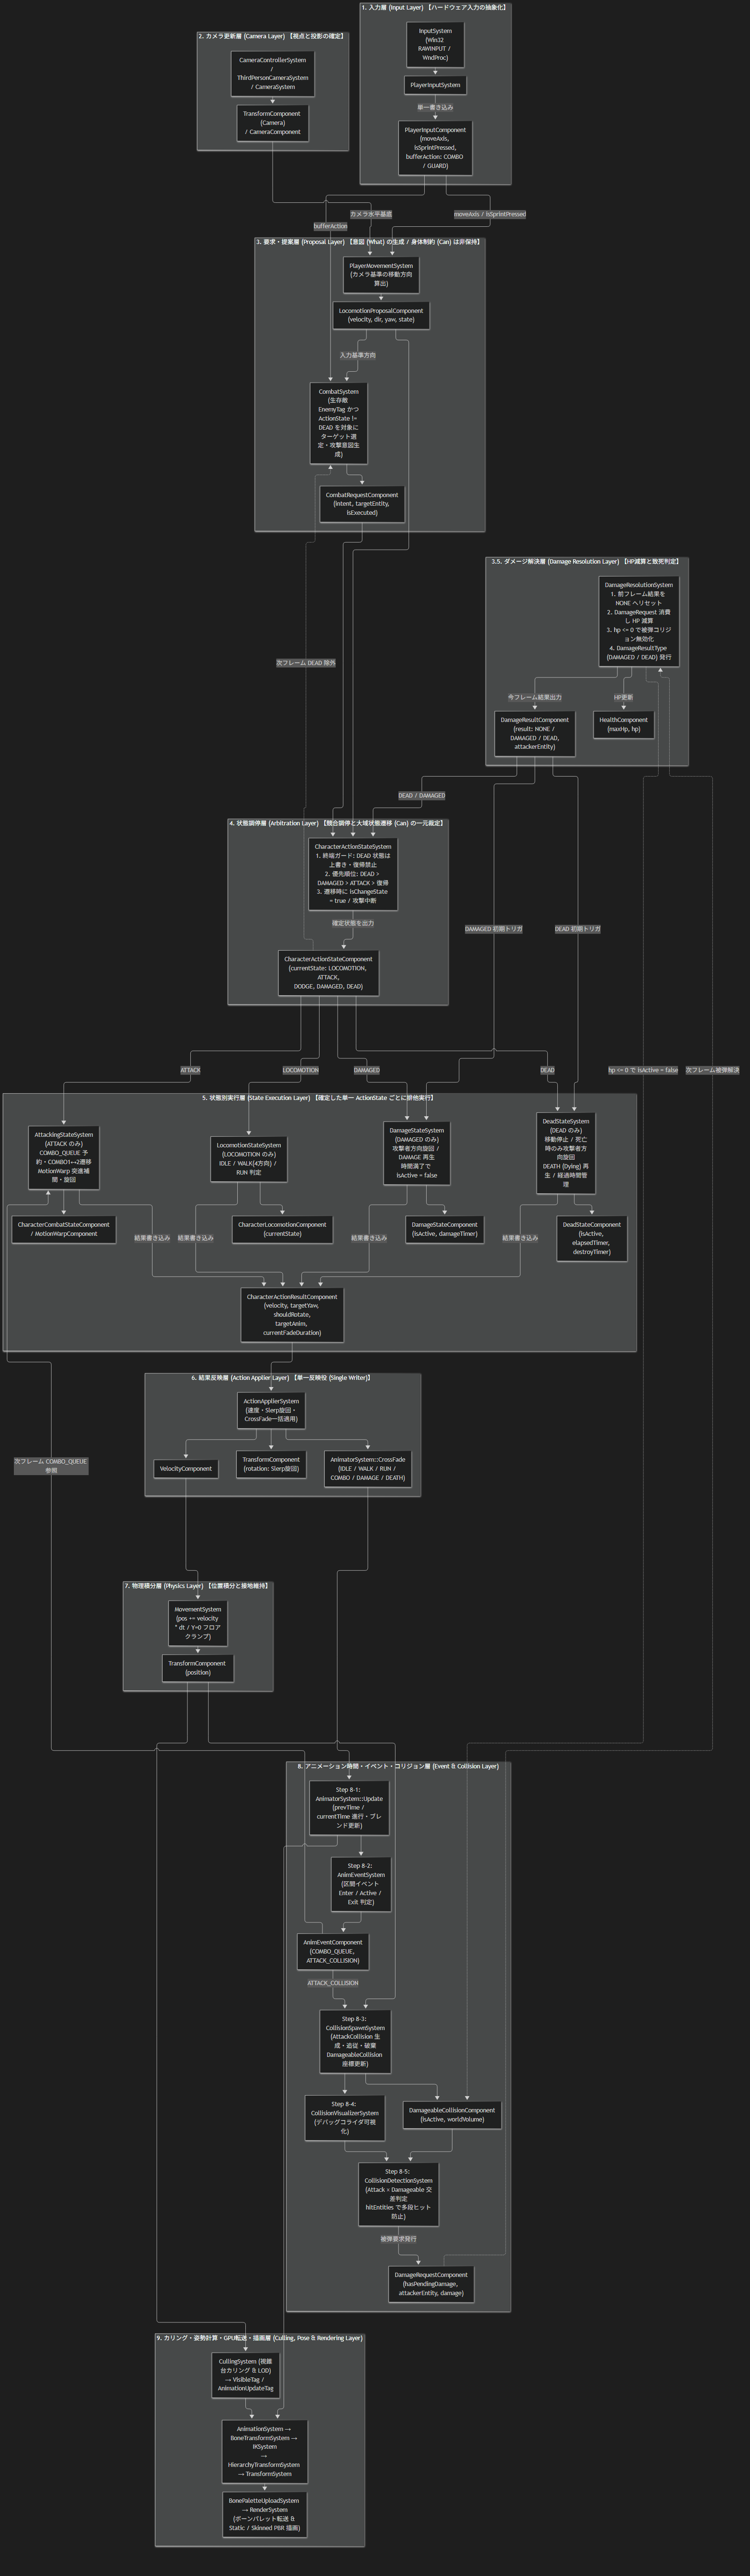 1. 入力層 (Input Layer) 【ハードウェア入力の抽象化】
InputSystem
(Win32
RAWINPUT /
WndProc)
PlayerInputSystem
単一書き込み
PlayerInputComponent
(moveAxis,
isSprintPressed,
bufferAction: COMBO
/ GUARD)
2. カメラ更新層 (Camera Layer) 【視点と投影の確定】
CameraControllerSystem
/
ThirdPersonCameraSystem
/ CameraSystem
TransformComponent
(Camera)
/ CameraComponent
bufferAction
カメラ水平基底
moveAxis / isSprintPressed
3. 要求・提案層 (Proposal Layer) 【意図 (What) の生成 / 身体制約 (Can) は非保持】
PlayerMovementSystem
(カメラ基準の移動方向
算出)
LocomotionProposalComponent
(velocity, dir, yaw, state)
入力基準方向
CombatSystem
(生存敵
EnemyTag かつ
ActionState !=
DEAD を対象に
ターゲット選
定・攻撃意図生
成)
CombatRequestComponent
(intent, targetEntity,
isExecuted)
次フレーム DEAD 除外
3.5. ダメージ解決層 (Damage Resolution Layer) 【HP減算と致死判定】
DamageResolutionSystem
1. 前フレーム結果を
NONE へリセット
2. DamageRequest 消費
し HP 減算
3. hp <= 0 で被弾コリジ
ョン無効化
4. DamageResultType
(DAMAGED / DEAD) 発行
今フレーム結果出力
HP更新
DamageResultComponent
(result: NONE /
DAMAGED / DEAD,
attackerEntity)
HealthComponent
(maxHp, hp)
DEAD / DAMAGED
4. 状態調停層 (Arbitration Layer) 【競合調停と大域状態遷移 (Can) の一元裁定】
CharacterActionStateSystem
1. 終端ガード: DEAD 状態は
上書き・復帰禁止
2. 優先順位: DEAD >
DAMAGED > ATTACK > 復帰
3. 遷移時に isChangeState
= true / 攻撃中断
確定状態を出力
CharacterActionStateComponent
(currentState: LOCOMOTION,
ATTACK,
DODGE, DAMAGED, DEAD)
DAMAGED 初期トリガ
DEAD 初期トリガ
ATTACK
LOCOMOTION
DAMAGED
DEAD
hp <= 0 で isActive = false
次フレーム被弾解決
5. 状態別実行層 (State Execution Layer) 【確定した単一 ActionState ごとに排他実行】
AttackingStateSystem
(ATTACK のみ)
COMBO_QUEUE 予
約・COMBO1↔2遷移
MotionWarp 突進補
間・旋回
LocomotionStateSystem
(LOCOMOTION のみ)
IDLE / WALK(4方向) /
RUN 判定
DamageStateSystem
(DAMAGED のみ)
攻撃者方向旋回 /
DAMAGE 再生
時間満了で
isActive = false
DeadStateSystem
(DEAD のみ)
移動停止 / 死亡
時のみ攻撃者方
向旋回
DEATH (Dying) 再
生 / 経過時間管
理
CharacterCombatStateComponent
/ MotionWarpComponent
CharacterLocomotionComponent
(currentState)
DamageStateComponent
(isActive, damageTimer)
DeadStateComponent
(isActive,
elapsedTimer,
destroyTimer)
結果書き込み
結果書き込み
結果書き込み
結果書き込み
CharacterActionResultComponent
(velocity, targetYaw,
shouldRotate,
targetAnim,
currentFadeDuration)
6. 結果反映層 (Action Applier Layer) 【単一反映役 (Single Writer)】
ActionApplierSystem
(速度・Slerp旋回・
CrossFade一括適用)
VelocityComponent
TransformComponent
(rotation: Slerp旋回)
AnimatorSystem::CrossFade
(IDLE / WALK / RUN /
COMBO / DAMAGE / DEATH)
次フレーム COMBO_QUEUE
参照
7. 物理積分層 (Physics Layer) 【位置積分と接地維持】
MovementSystem
(pos += velocity
* dt / Y=0 フロア
クランプ)
TransformComponent
(position)
8. アニメーション時間・イベント・コリジョン層 (Event & Collision Layer)
Step 8-1:
AnimatorSystem::Update
(prevTime /
currentTime 進行・ブレ
ンド更新)
Step 8-2:
AnimEventSystem
(区間イベント
Enter / Active /
Exit 判定)
AnimEventComponent
(COMBO_QUEUE,
ATTACK_COLLISION)
ATTACK_COLLISION
Step 8-3:
CollisionSpawnSystem
(AttackCollision 生
成・追従・破棄
DamageableCollision
座標更新)
Step 8-4:
CollisionVisualizerSystem
(デバッグコライダ可視
化)
DamageableCollisionComponent
(isActive, worldVolume)
Step 8-5:
CollisionDetectionSystem
(Attack × Damageable 交
差判定
hitEntities で多段ヒット
防止)
被弾要求発行
DamageRequestComponent
(hasPendingDamage,
attackerEntity, damage)
9. カリング・姿勢計算・GPU転送・描画層 (Culling, Pose & Rendering Layer)
CullingSystem (視錐
台カリング & LOD)
→ VisibleTag /
AnimationUpdateTag
AnimationSystem →
BoneTransformSystem →
IKSystem
→
HierarchyTransformSystem
→ TransformSystem
BonePaletteUploadSystem
→ RenderSystem
(ボーンパレット転送 &
Static / Skinned PBR 描画)